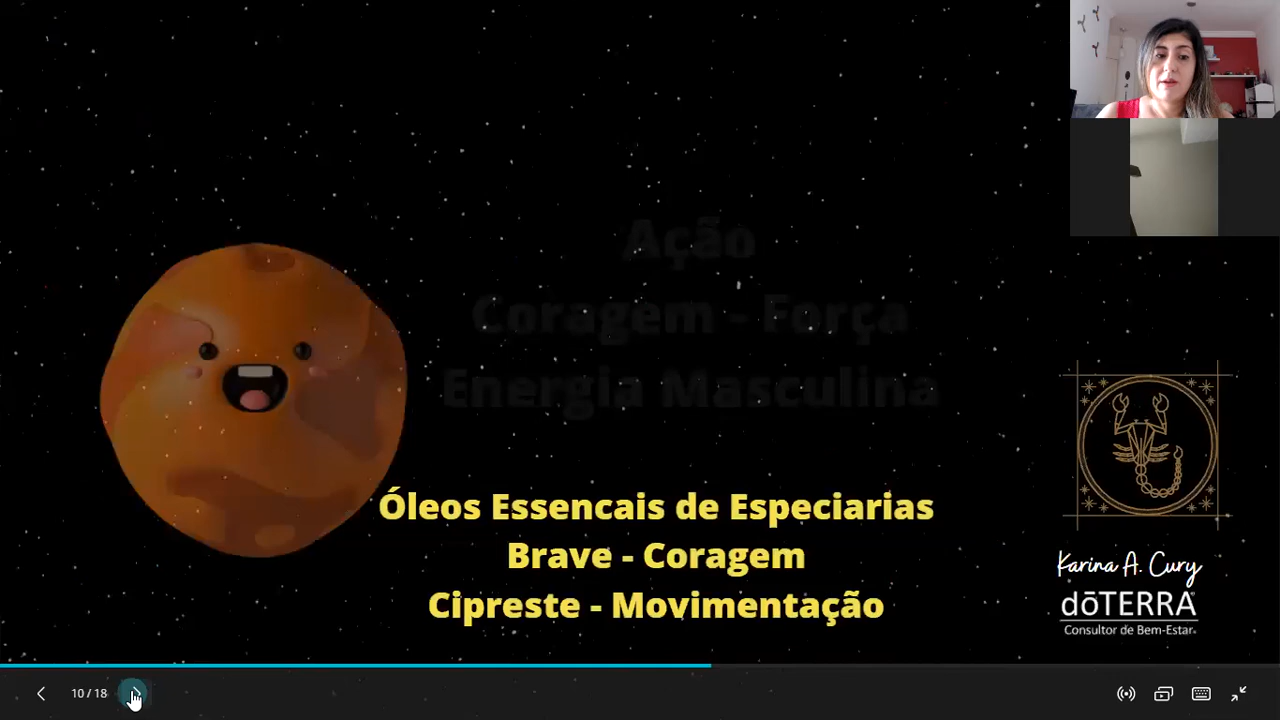 Ação
Coragem - Força
Energia Masculina
Óleos Essencais de Especiarias
Brave - Coragem
Cipreste - Movimentação
Karina A. Cury
dōTERRA
Consultor de Bem-Estar
10 / 18